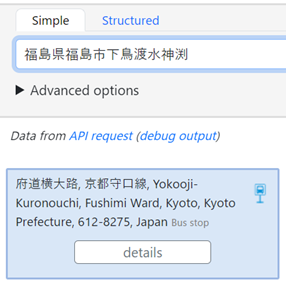 Simple Structured
福島県福島市下鳥渡水神渕
▶ Advanced options
Data from API request (debug output)
府道横大路, 京都守口線, Yokooji-
Kuronouchi, Fushimi Ward, Kyoto, Kyoto
Prefecture, 612-8275, Japan Bus stop
details